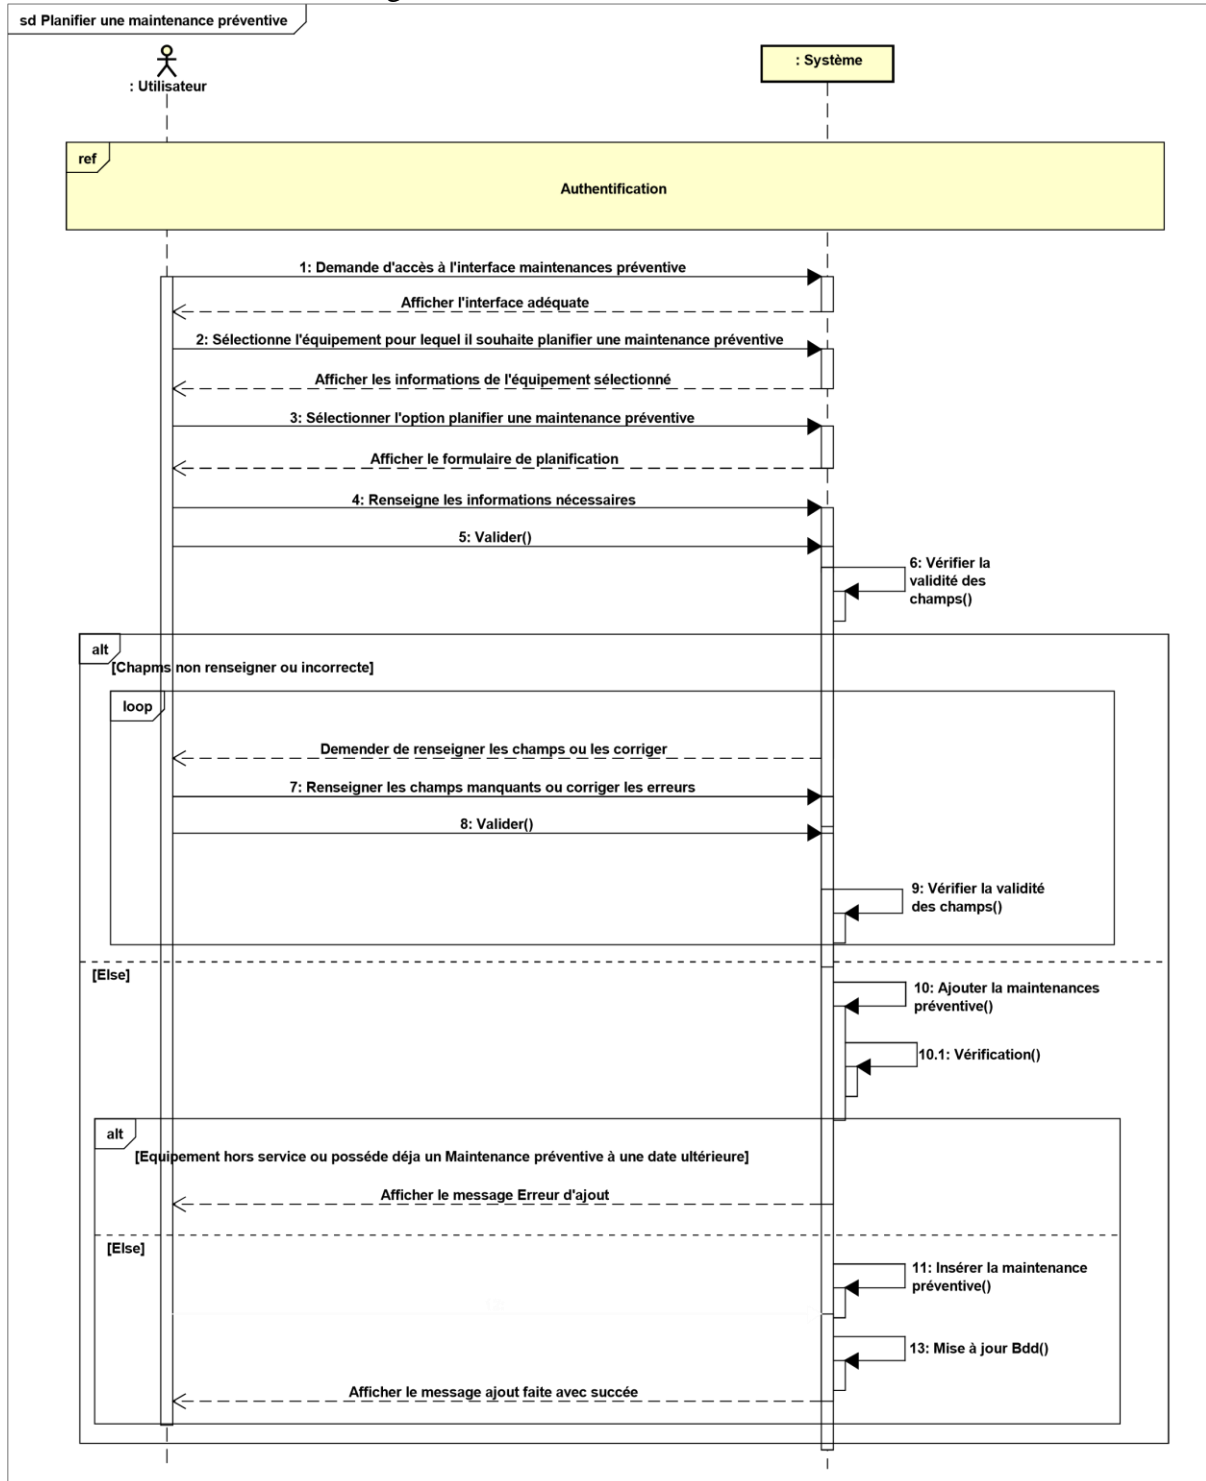 sd Planifier une maintenance préventive
: Utilisateur
: Système
ref
Authentification
1: Demande d'accès à l'interface maintenances préventive
Afficher l'interface adéquate
2: Sélectionne l'équipement pour lequel il souhaite planifier une maintenance préventive
Afficher les informations de l'équipement sélectionné
3: Sélectionner l'option planifier une maintenance préventive
Afficher le formulaire de planification
4: Renseigne les informations nécessaires
5: Valider()
6: Vérifier la
validité des
champs()
alt
[Chapms non renseigner ou incorrecte]
loop
Demender de renseigner les champs ou les corriger
7: Renseigner les champs manquants ou corriger les erreurs
8: Valider()
9: Vérifier la validité
des champs()
[Else]
10: Ajouter la maintenances
préventive()
10.1: Vérification()
alt
[Equipement hors service ou posséde déja un Maintenance préventive à une date ultérieure]
Afficher le message Erreur d'ajout
[Else]
11: Insérer la maintenance
préventive()
13: Mise à jour Bdd()
Afficher le message ajout faite avec succée